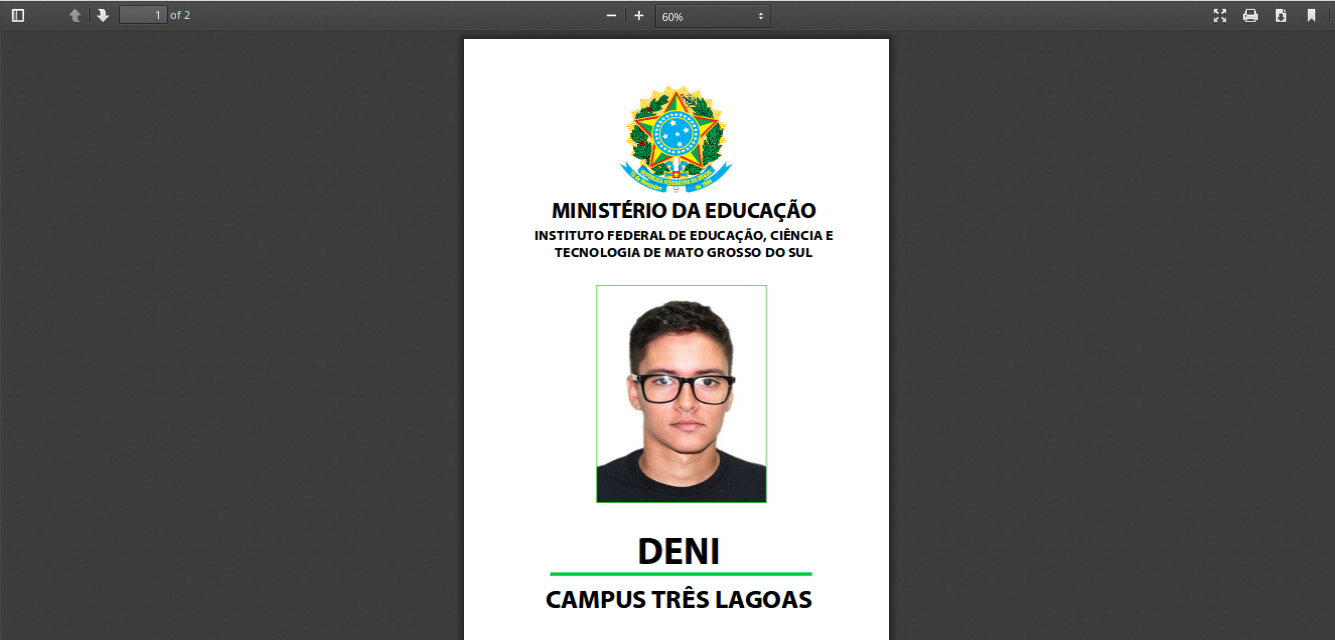 1 of 2
60%
MINISTÉRIO DA EDUCAÇÃO
INSTITUTO FEDERAL DE EDUCAÇÃO, CIÊNCIA E
TECNOLOGIA DE MATO GROSSO DO SUL
DENI
CAMPUS TRÊS LAGOAS